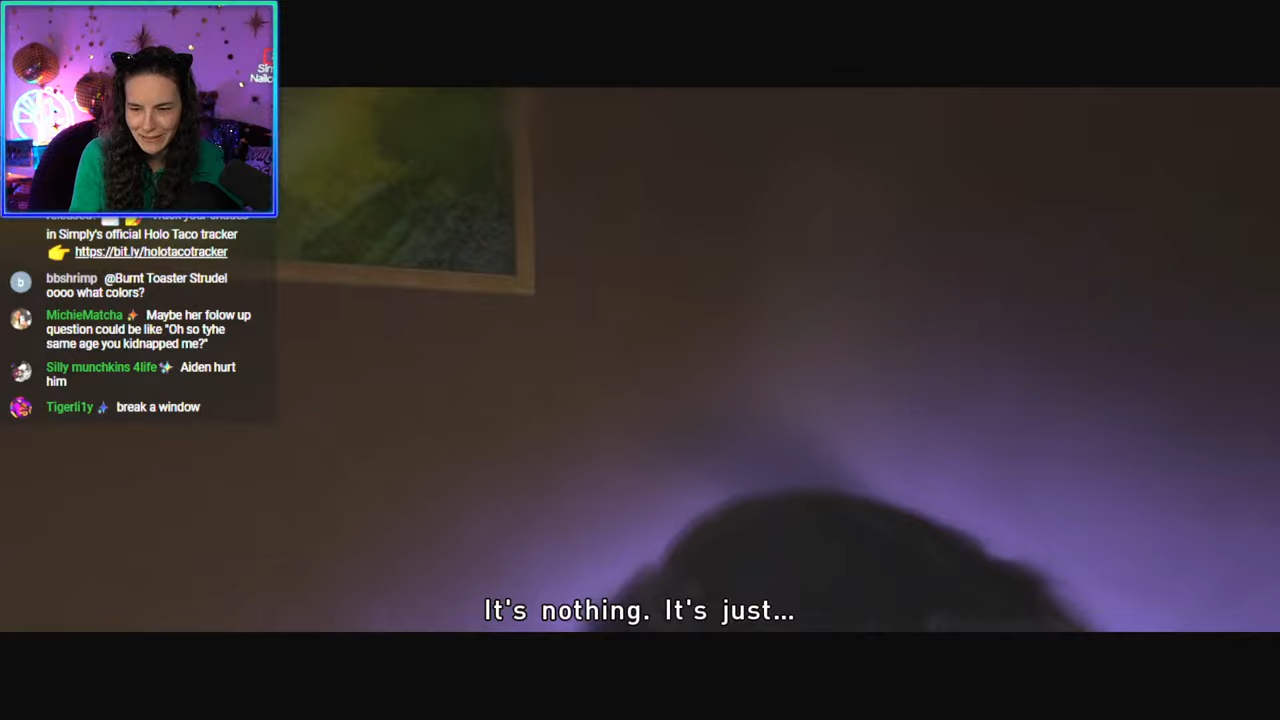 Nailc
in Simply's official Holo Taco tracker
👉 https://bit.ly/holotacotracker
bbshrimp @Burnt Toaster Strudel
oooo what colors?
MichieMatcha Maybe her folow up
question could be like "Oh so tyhe
same age you kidnapped me?"
Silly munchkins 4life Aiden hurt
him
Tigerli1y break a window
It's nothing. It's just...